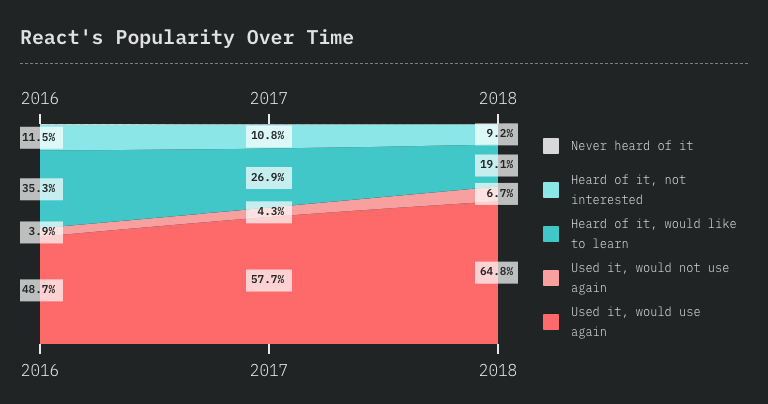 React's Popularity Over Time
2016 2017 2018
11.5% 10.8% 9.2%
35.3% 26.9% 19.1%
3.9% 4.3% 6.7%
48.7% 57.7% 64.8%
2016 2017 2018
Never heard of it
Heard of it, not
interested
Heard of it, would like
to learn
Used it, would not use
again
Used it, would use
again